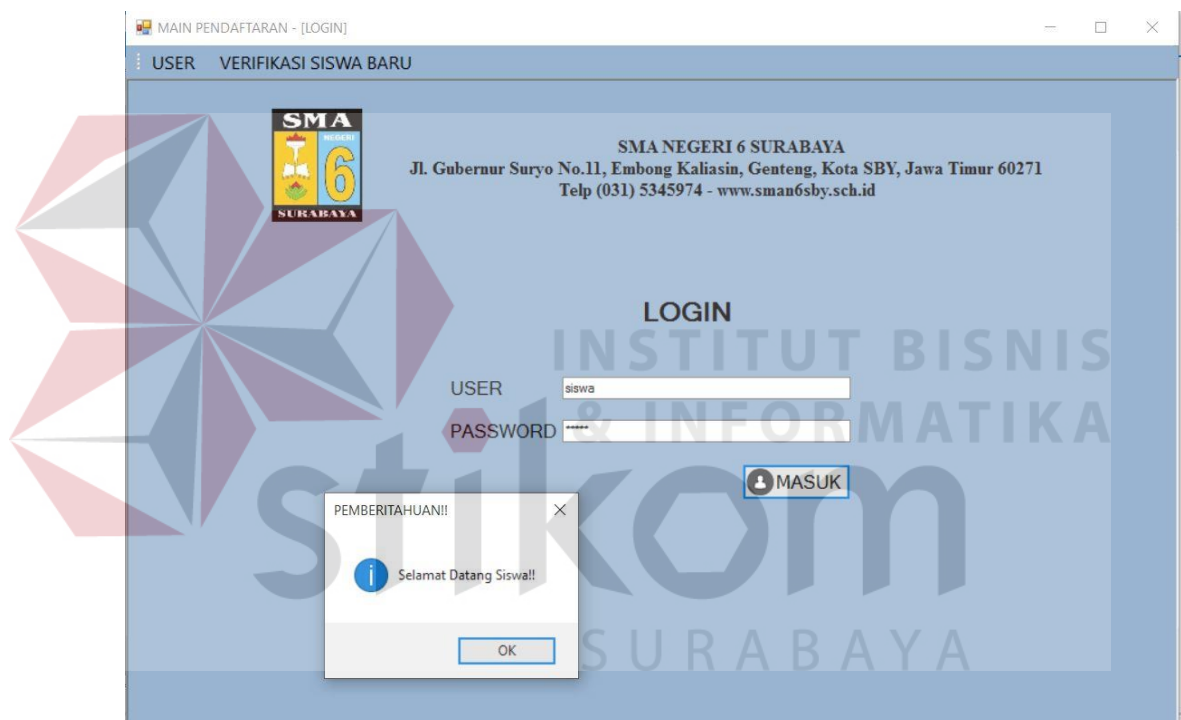 MAIN PENDAFTARAN - [LOGIN]
USER VERIFIKASI SISWA BARU
SMA
NEGERI
6
SURABAYA
SMA NEGERI 6 SURABAYA
Jl. Gubernur Suryo No.11, Embong Kaliasin, Genteng, Kota SBY, Jawa Timur 60271
Telp (031) 5345974 - www.sman6sby.sch.id
LOGIN
INSTITUT BISNIS
USER siswa
& INFORMATIKA
PASSWORD *****
MASUK
stikom
PEMBERITAHUAN!!
Selamat Datang Siswa!!
OK
SURABAYA